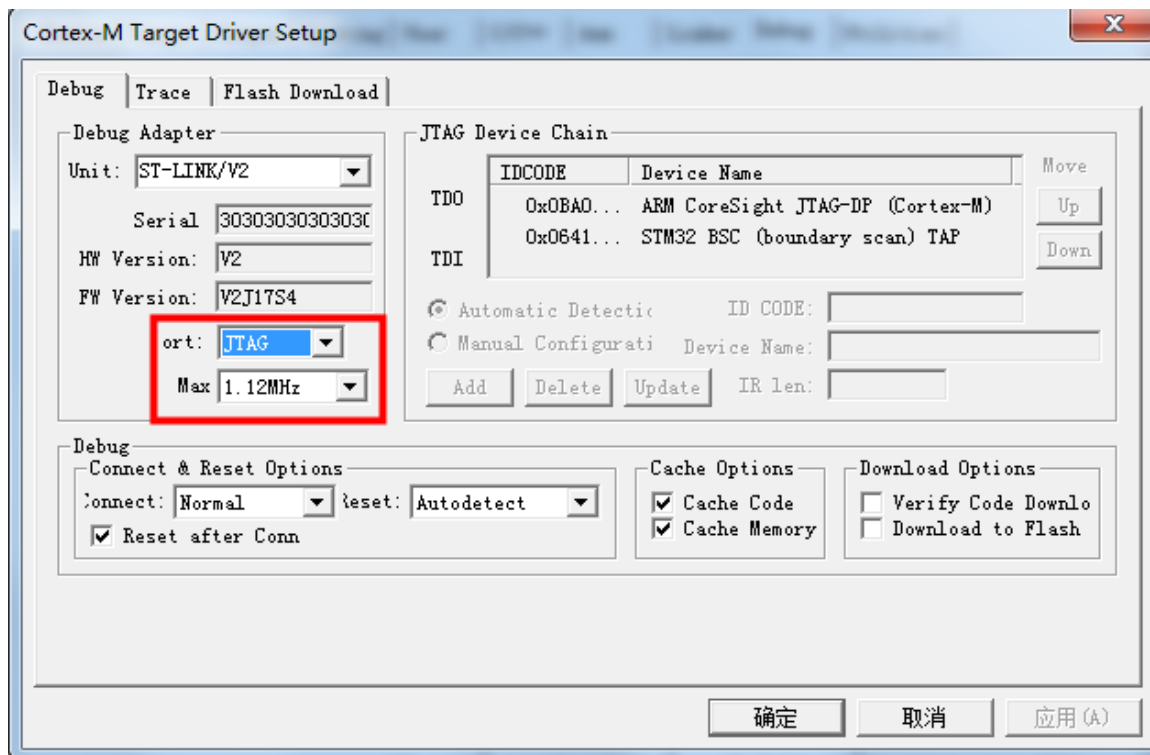 Cortex-M Target Driver Setup
Debug Trace Flash Download
Debug Adapter
Unit: ST-LINK/V2
Serial 30303030303030
HW Version: V2
FW Version: V2J17S4
ort: JTAG
Max 1.12MHz
JTAG Device Chain
IDCODE Device Name Move
TDO 0x0BA0... ARM CoreSight JTAG-DP (Cortex-M) Up
0x0641... STM32 BSC (boundary scan) TAP
TDI Down
Automatic Detectic ID CODE:
Manual Configurati Device Name:
Add Delete Update IR len:
Debug
Connect & Reset Options
onnect: Normal Reset: Autodetect
Reset after Conn
Cache Options
Cache Code
Cache Memory
Download Options
Verify Code Downlo
Download to Flash
确定 取消 应用(A)